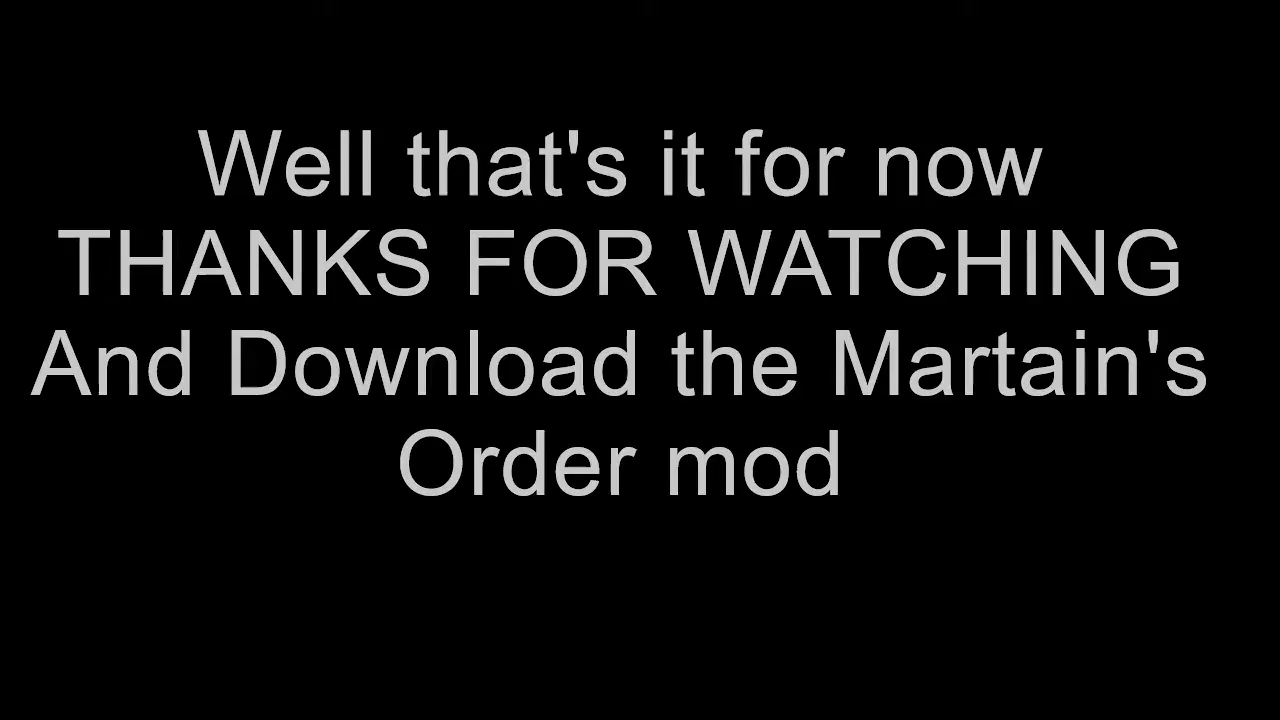 Well that's it for now
THANKS FOR WATCHING
And Download the Martain's
Order mod